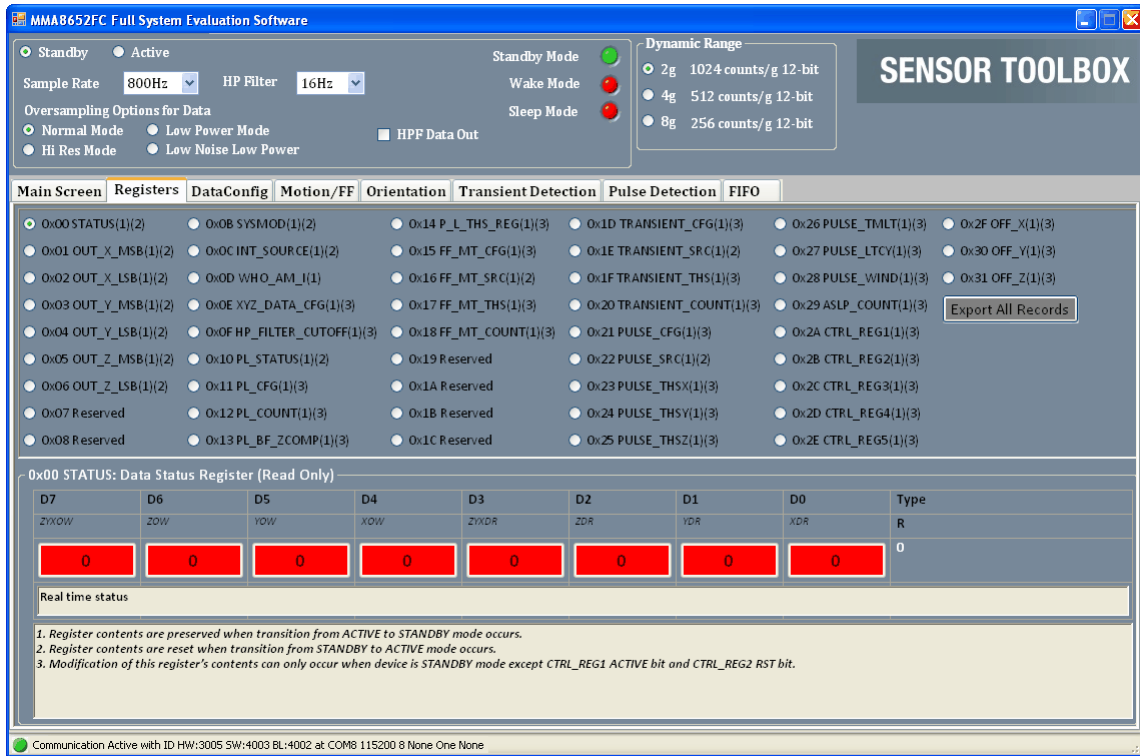 MMA8652FC Full System Evaluation Software
Standby Active
Sample Rate 800Hz HP Filter 16Hz
Oversampling Options for Data
Normal Mode Low Power Mode
Hi Res Mode Low Noise Low Power
HPF Data Out
Standby Mode
Wake Mode
Sleep Mode
Dynamic Range
2g 1024 counts/g 12-bit
4g 512 counts/g 12-bit
8g 256 counts/g 12-bit
SENSOR TOOLBOX
Main Screen Registers DataConfig Motion/FF Orientation Transient Detection Pulse Detection FIFO
0x00 STATUS(1)(2) 0x0B SYSMOD(1)(2) 0x14 P_L_THS_REG(1)(3) 0x1D TRANSIENT_CFG(1)(3) 0x26 PULSE_TMLT(1)(3) 0x2F OFF_X(1)(3)
0x01 OUT_X_MSB(1)(2) 0x0C INT_SOURCE(1)(2) 0x15 FF_MT_CFG(1)(3) 0x1E TRANSIENT_SRC(1)(2) 0x27 PULSE_LTCY(1)(3) 0x30 OFF_Y(1)(3)
0x02 OUT_X_LSB(1)(2) 0x0D WHO_AM_I(1) 0x16 FF_MT_SRC(1)(2) 0x1F TRANSIENT_THS(1)(3) 0x28 PULSE_WIND(1)(3) 0x31 OFF_Z(1)(3)
0x03 OUT_Y_MSB(1)(2) 0x0E XYZ_DATA_CFG(1)(3) 0x17 FF_MT_THS(1)(3) 0x20 TRANSIENT_COUNT(1)(3) 0x29 ASLP_COUNT(1)(3) Export All Records
0x04 OUT_Y_LSB(1)(2) 0x0F HP_FILTER_CUTOFF(1)(3) 0x18 FF_MT_COUNT(1)(3) 0x21 PULSE_CFG(1)(3) 0x2A CTRL_REG1(1)(3)
0x05 OUT_Z_MSB(1)(2) 0x10 PL_STATUS(1)(2) 0x19 Reserved 0x22 PULSE_SRC(1)(2) 0x2B CTRL_REG2(1)(3)
0x06 OUT_Z_LSB(1)(2) 0x11 PL_CFG(1)(3) 0x1A Reserved 0x23 PULSE_THSX(1)(3) 0x2C CTRL_REG3(1)(3)
0x07 Reserved 0x12 PL_COUNT(1)(3) 0x1B Reserved 0x24 PULSE_THSY(1)(3) 0x2D CTRL_REG4(1)(3)
0x08 Reserved 0x13 PL_BF_ZCOMP(1)(3) 0x1C Reserved 0x25 PULSE_THSZ(1)(3) 0x2E CTRL_REG5(1)(3)
0x00 STATUS: Data Status Register (Read Only)
D7 D6 D5 D4 D3 D2 D1 D0 Type
ZYXOW ZOW YOW XOW ZYXDR ZDR YDR XDR R
0 0 0 0 0 0 0 0 0
Real time status
1. Register contents are preserved when transition from ACTIVE to STANDBY mode occurs.
2. Register contents are reset when transition from STANDBY to ACTIVE mode occurs.
3. Modification of this register's contents can only occur when device is STANDBY mode except CTRL_REG1 ACTIVE bit and CTRL_REG2 RST bit.
Communication Active with ID HW:3005 SW:4003 BL:4002 at COM8 115200 8 None One None